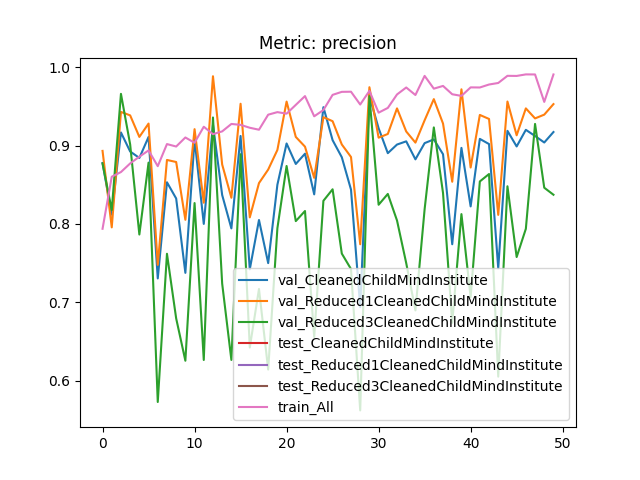 Metric: precision
1.0
0.9
0.8
0.7
0.6
val_CleanedChildMindInstitute
val_Reduced1CleanedChildMindInstitute
val_Reduced3CleanedChildMindInstitute
test_CleanedChildMindInstitute
test_Reduced1CleanedChildMindInstitute
test_Reduced3CleanedChildMindInstitute
train_All
0 10 20 30 40 50